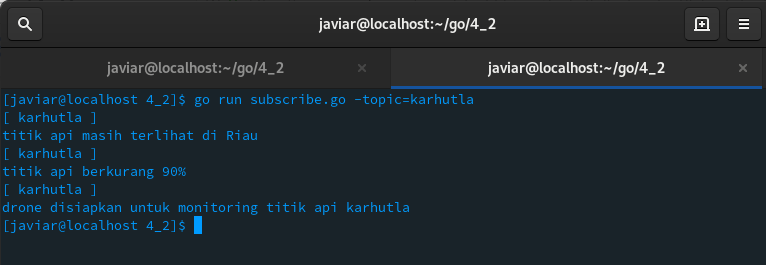 javiar@localhost:~/go/4_2
javiar@localhost:~/go/4_2
javiar@localhost:~/go/4_2
[javiar@localhost 4_2]$ go run subscribe.go -topic=karhutla
[ karhutla ]
titik api masih terlihat di Riau
[ karhutla ]
titik api berkurang 90%
[ karhutla ]
drone disiapkan untuk monitoring titik api karhutla
[javiar@localhost 4_2]$